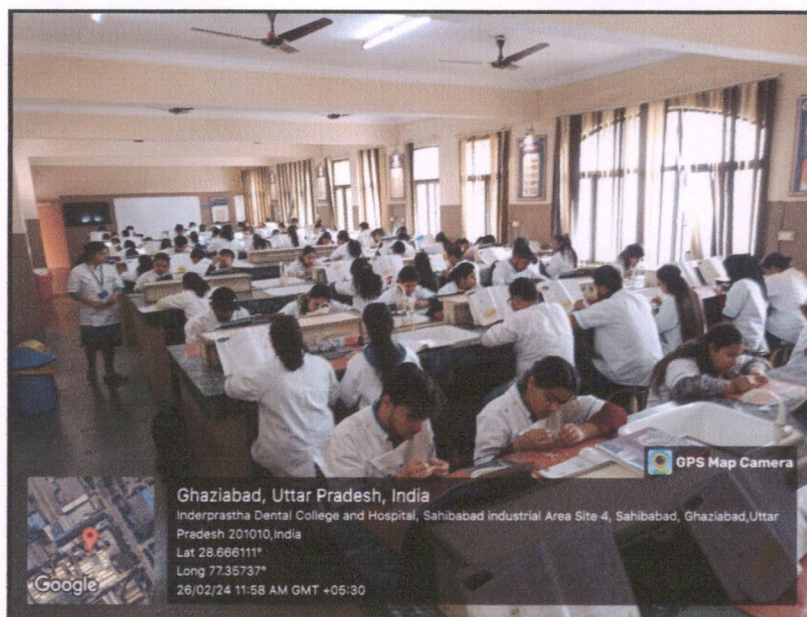 GPS Map Camera
Ghaziabad, Uttar Pradesh, India
Inderprastha Dental College and Hospital, Sahibabad industrial Area Site 4, Sahibabad, Ghaziabad,Uttar
Pradesh 201010,India
Lat 28.666111°
Long 77.35737°
26/02/24 11:58 AM GMT +05:30
Google